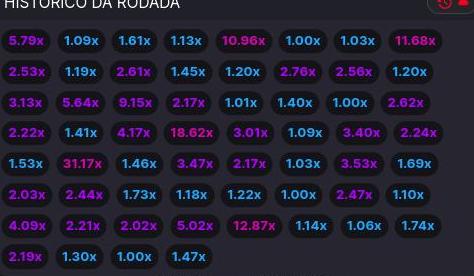 HISTÓRICO DA RODADA
5.79x 1.09x 1.61x 1.13x 10.96x 1.00x 1.03x 11.68x
2.53x 1.19x 2.61x 1.45x 1.20x 2.76x 2.56x 1.20x
3.13x 5.64x 9.15x 2.17x 1.01x 1.40x 1.00x 2.62x
2.22x 1.41x 4.17x 18.62x 3.01x 1.09x 3.40x 2.24x
1.53x 31.17x 1.46x 3.47x 2.17x 1.03x 3.53x 1.69x
2.03x 2.44x 1.73x 1.18x 1.22x 1.00x 2.47x 1.10x
4.09x 2.21x 2.02x 5.02x 12.87x 1.14x 1.06x 1.74x
2.19x 1.30x 1.00x 1.47x